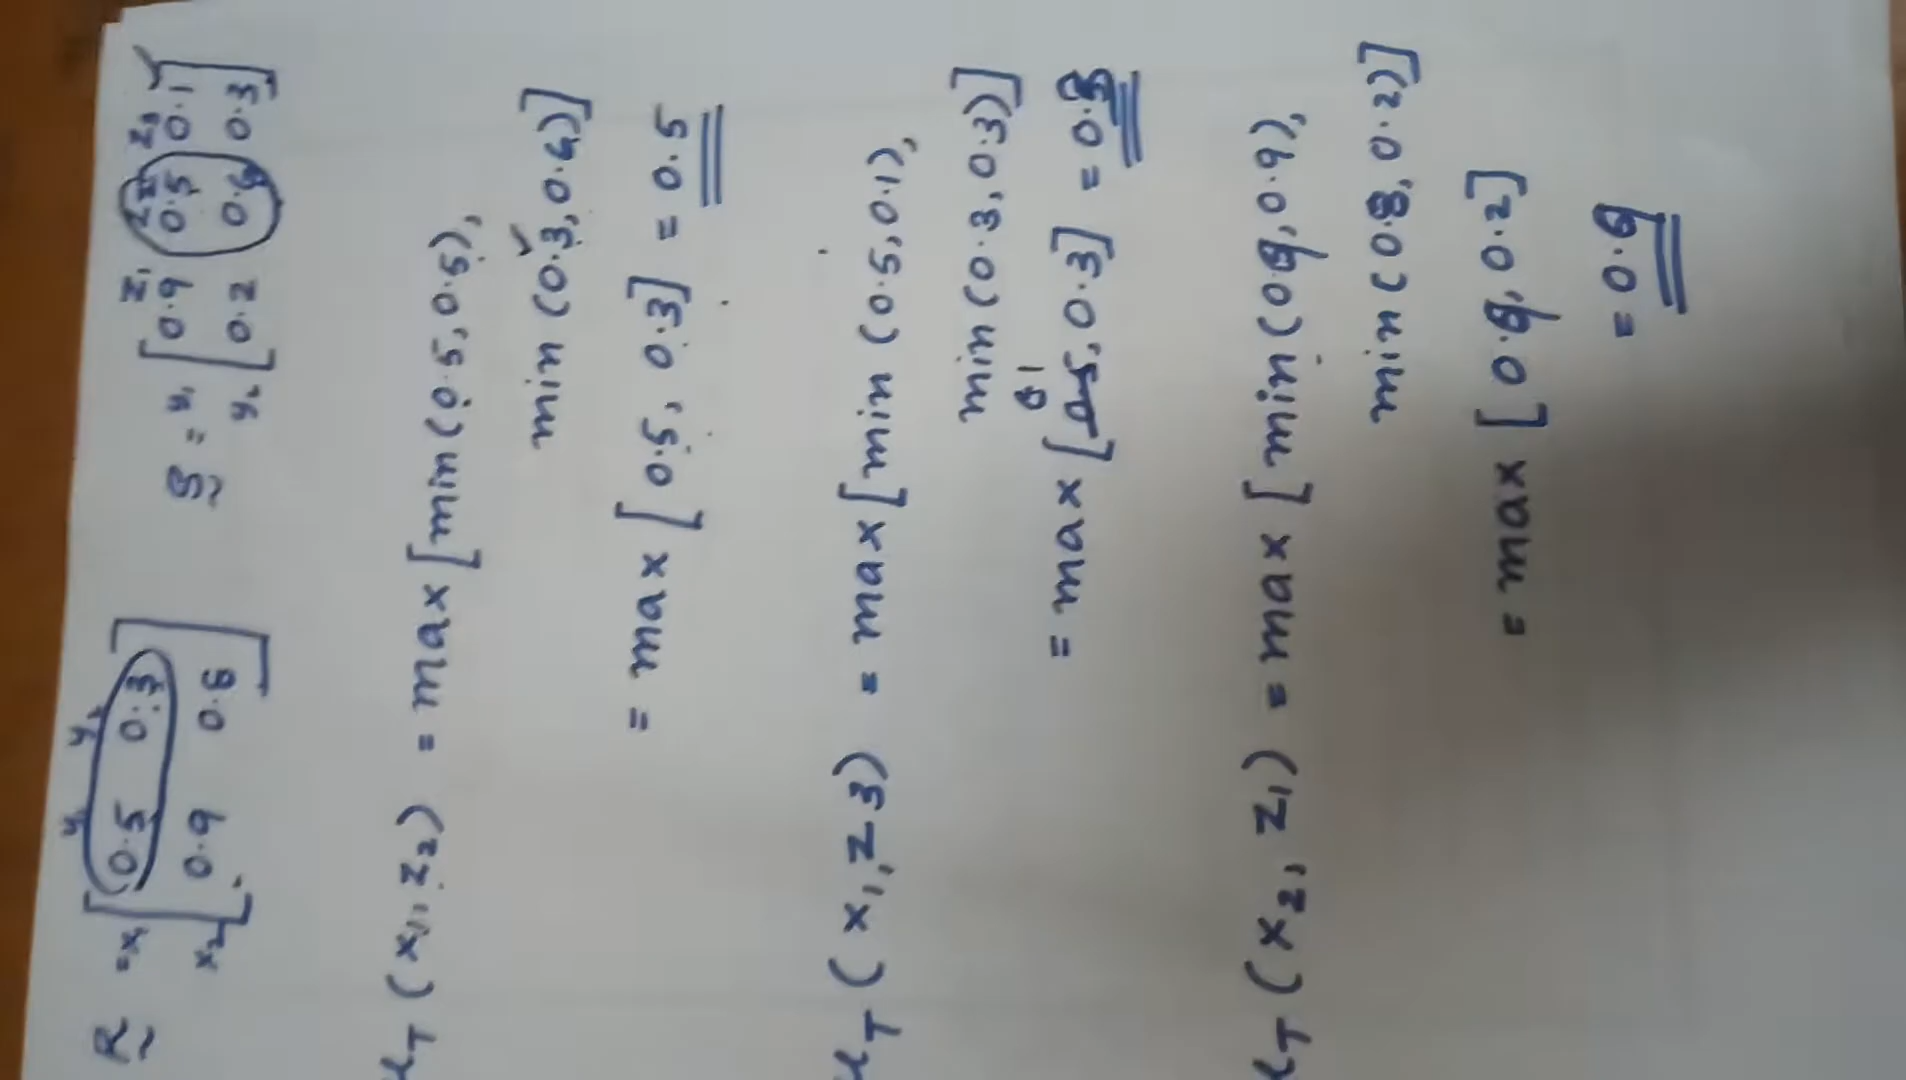 y₁ y₂ z₁ z₂ z₃
R = x₁ [0.5 0.3 S = y₁ [0.9 0.5 0.1]
x₂ 0.9 0.8] y₂ [0.2 0.6 0.3]
μT (x₁, z₂) = max [min (0.5, 0.5),
min (0.3, 0.6)]
= max [0.5, 0.3] = 0.5
μT (x₁, z3) = max [min (0.5, 0.1),
min (0.3, 0.3)]
0.1
= max [0.5, 0.3] = 0.3
μT (x₂, z₁) = max [min (0.9, 0.9),
min (0.8, 0.2)]
= max [0.9, 0.2]
= 0.9